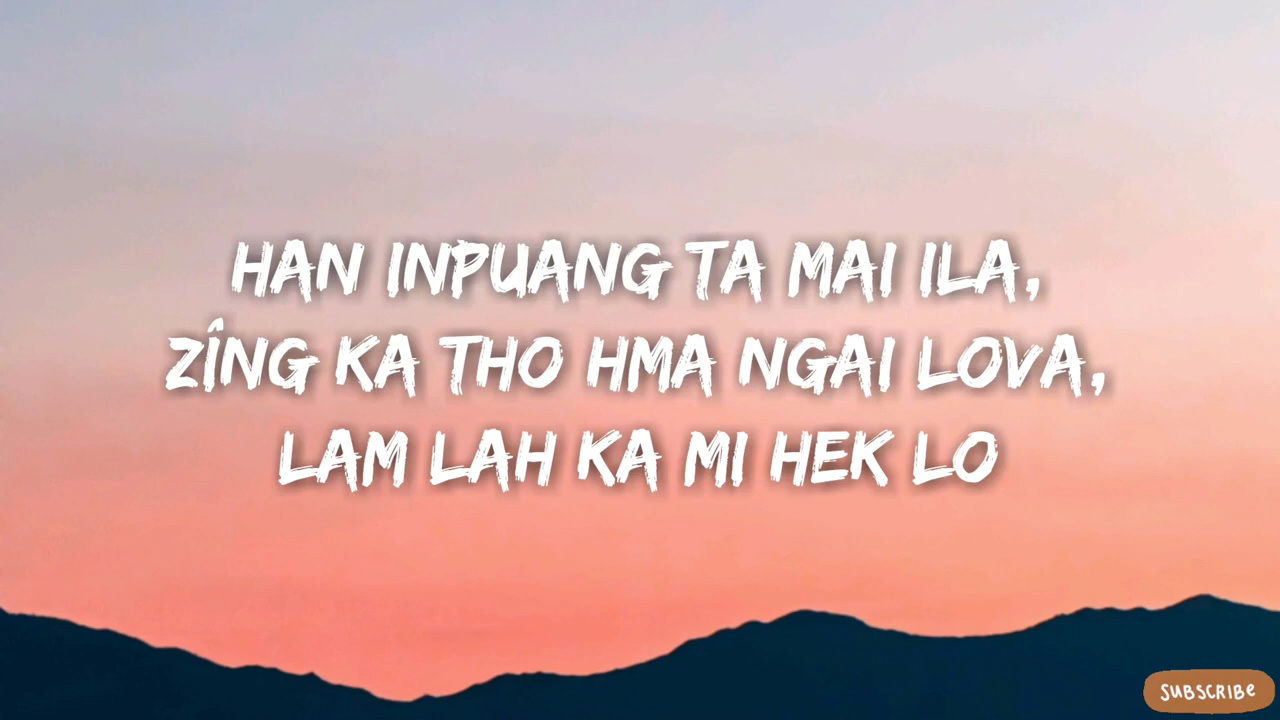 HAN INPUANG TA MAI ILA,
ZÎNG KA THO HMA NGAI LOVA,
LAM LAH KA MI HEK LO
SUBSCRIBE